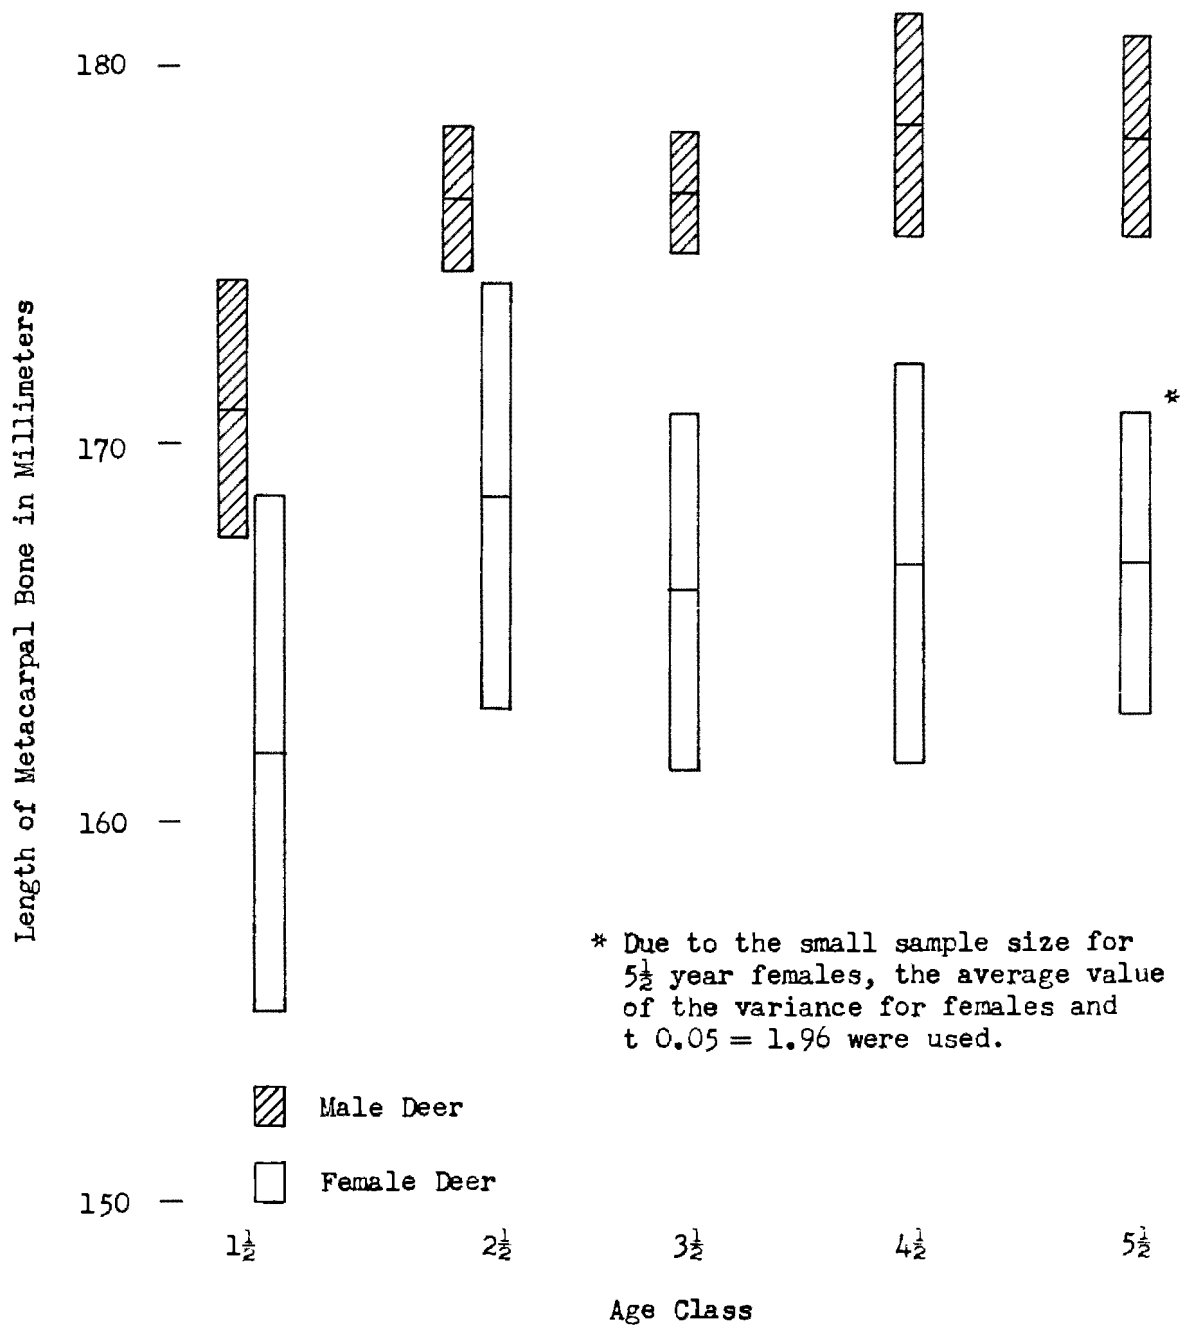 180
170
160
150
Length of Metacarpal Bone in Millimeters
*
* Due to the small sample size for
5½ year females, the average value
of the variance for females and
t 0.05 = 1.96 were used.
Male Deer
Female Deer
1½ 2½ 3½ 4½ 5½
Age Class